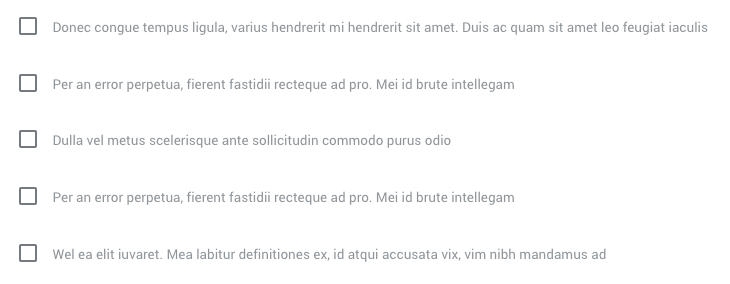 Donec congue tempus ligula, varius hendrerit mi hendrerit sit amet. Duis ac quam sit amet leo feugiat iaculis
Per an error perpetua, fierent fastidii recteque ad pro. Mei id brute intellegam
Dulla vel metus scelerisque ante sollicitudin commodo purus odio
Per an error perpetua, fierent fastidii recteque ad pro. Mei id brute intellegam
Wel ea elit iuvaret. Mea labitur definitiones ex, id atqui accusata vix, vim nibh mandamus ad